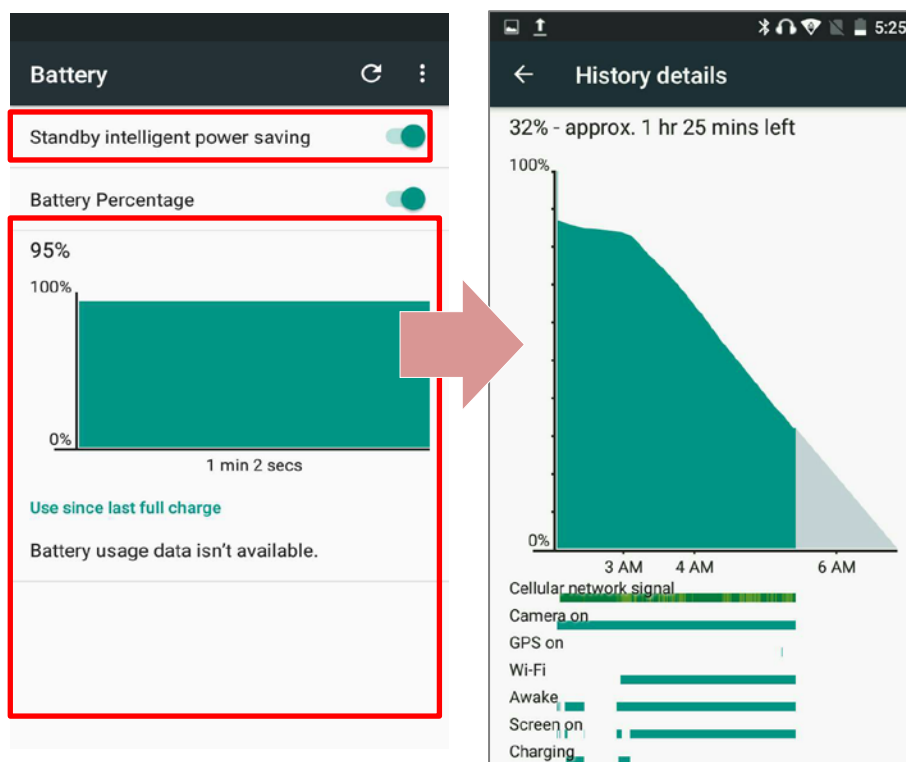 Battery
Standby intelligent power saving
Battery Percentage
95%
100%
0%
1 min 2 secs
Use since last full charge
Battery usage data isn't available.
5:25
History details
32% - approx. 1 hr 25 mins left
100%
0%
3 AM 4 AM 6 AM
Cellular network signal
Camera on
GPS on
Wi-Fi
Awake
Screen on
Charging